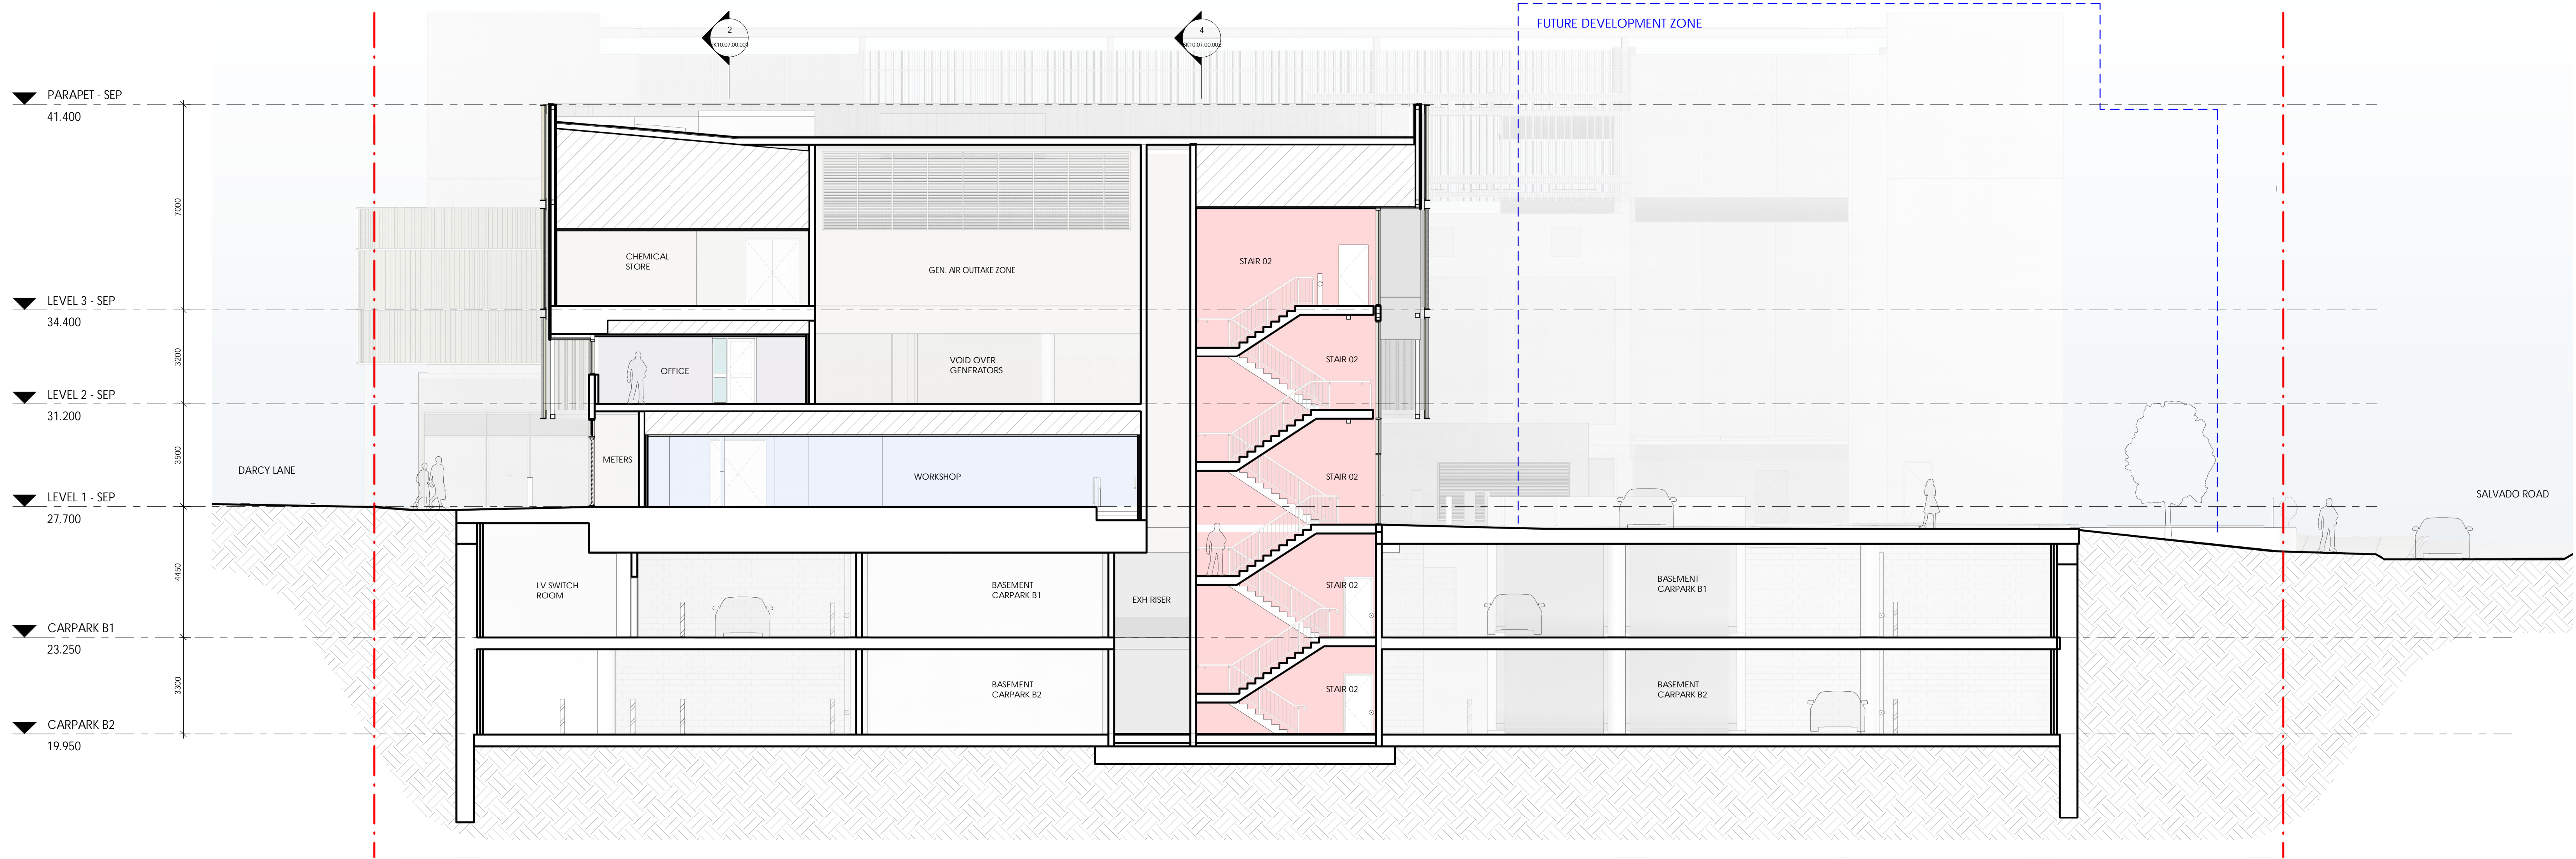 FUTURE DEVELOPMENT ZONE
2
4
SK10.07.00.002
PARAPET - SEP
41.400
7000
CHEMICAL
STORE
GEN. AIR OUTTAKE ZONE
STAIR 02
LEVEL 3 - SEP
34.400
3200
OFFICE
VOID OVER
GENERATORS
STAIR 02
LEVEL 2 - SEP
31.200
3500
DARCY LANE
METERS
WORKSHOP
STAIR 02
SALVADO ROAD
LEVEL 1 - SEP
27.700
4450
LV SWITCH
ROOM
BASEMENT
CARPARK B1
EXH RISER
STAIR 02
BASEMENT
CARPARK B1
CARPARK B1
23.250
3300
BASEMENT
CARPARK B2
STAIR 02
BASEMENT
CARPARK B2
CARPARK B2
19.950